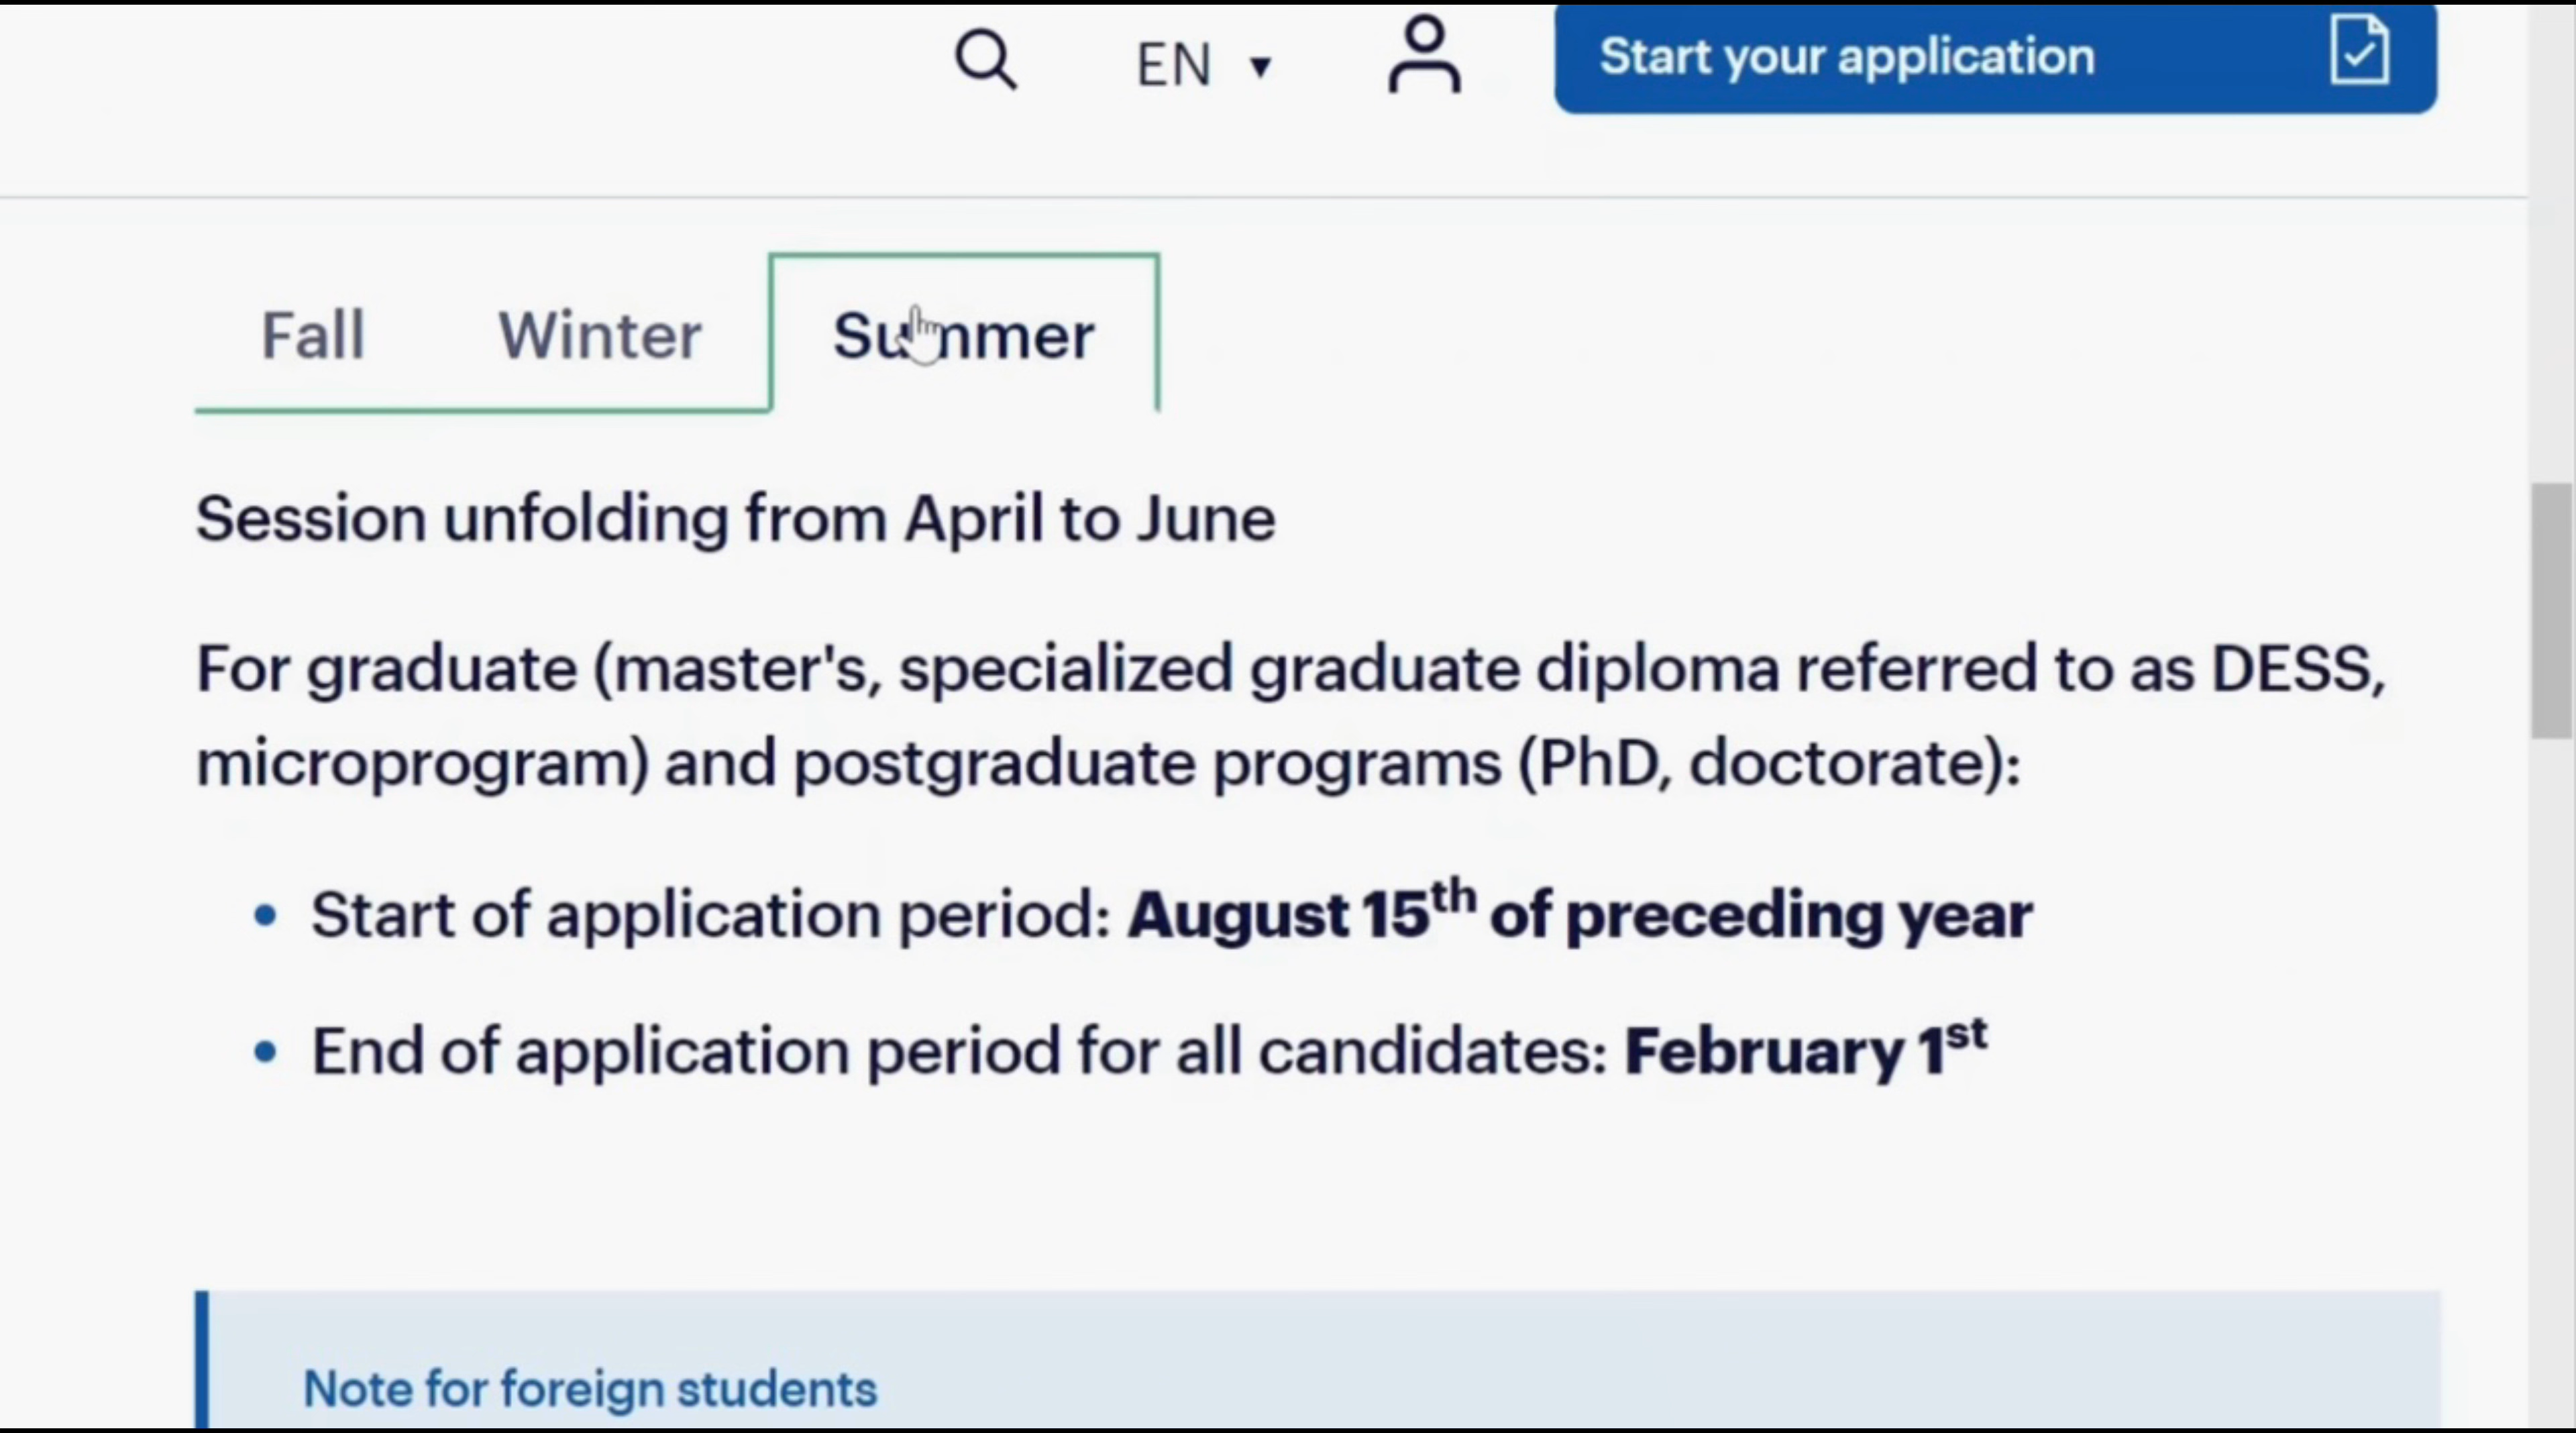 EN
Start your application
Fall Winter Summer
Session unfolding from April to June
For graduate (master's, specialized graduate diploma referred to as DESS,
microprogram) and postgraduate programs (PhD, doctorate):
• Start of application period: August 15th of preceding year
• End of application period for all candidates: February 1st
Note for foreign students